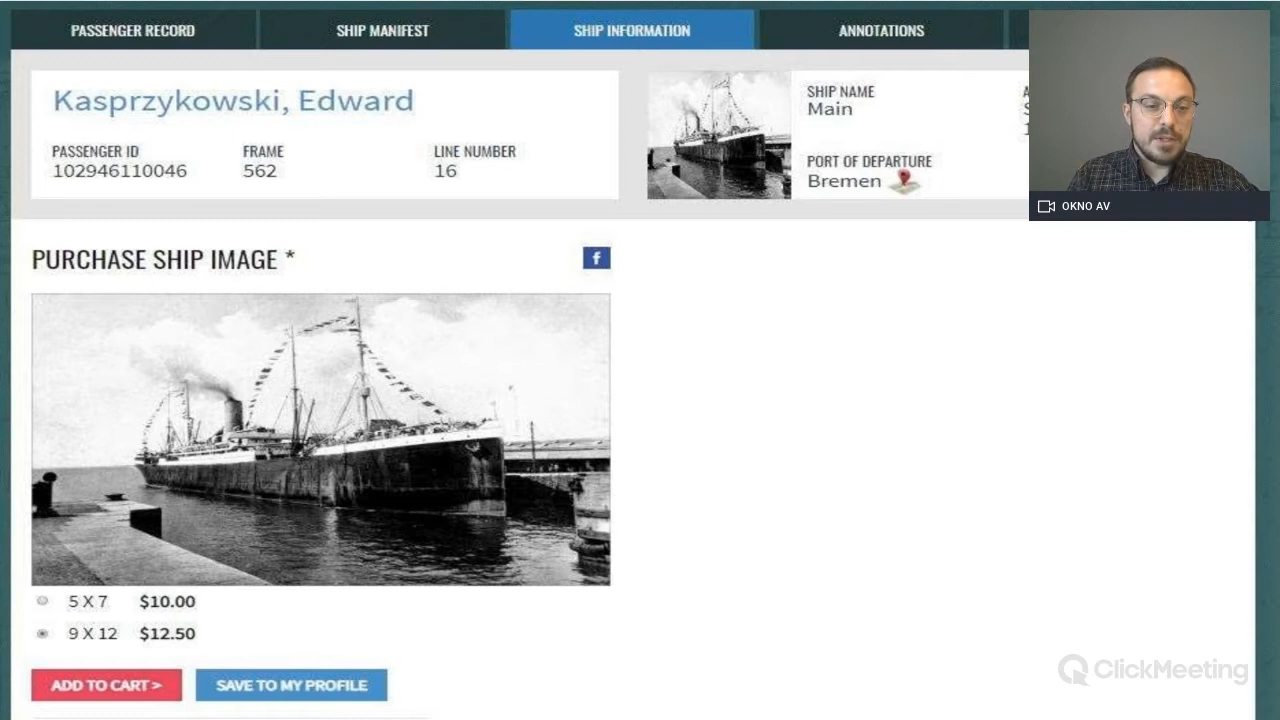 PASSENGER RECORD
SHIP MANIFEST
SHIP INFORMATION
ANNOTATIONS
Kasprzykowski, Edward
PASSENGER ID
102946110046
FRAME
562
LINE NUMBER
16
SHIP NAME
Main
PORT OF DEPARTURE
Bremen
OKNO AV
PURCHASE SHIP IMAGE *
f
5 X 7 $10.00
9 X 12 $12.50
ADD TO CART >
SAVE TO MY PROFILE
ClickMeeting